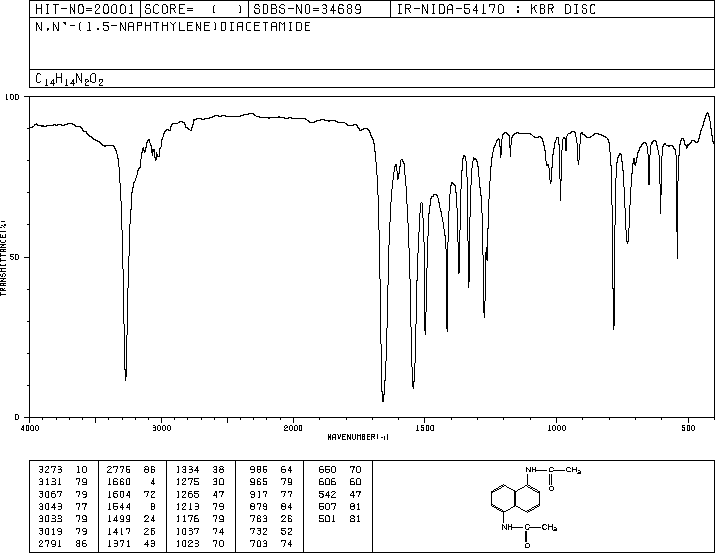 HIT-NO=20001 SCORE= ( ) SDBS-NO=34689 IR-NIDA-54170 : KBR DISC
N,N'-(1,5-NAPHTHYLENE)DIACETAMIDE
C14H14N2O2
100
50
0
TRANSMITTANCE(%)
4000 3000 2000 1500 1000 500
WAVENUMBER(-1)
3273 10 2776 86 1334 38 986 64 660 70
3131 79 1660 4 1275 30 965 79 606 60
3067 79 1604 72 1265 47 917 77 542 47
3049 77 1544 8 1213 79 879 84 507 81
3033 79 1499 24 1176 79 783 26 501 81
3019 79 1417 26 1037 74 732 52
2791 86 1371 43 1023 70 703 74
NH C CH3
O
NH C CH3
O